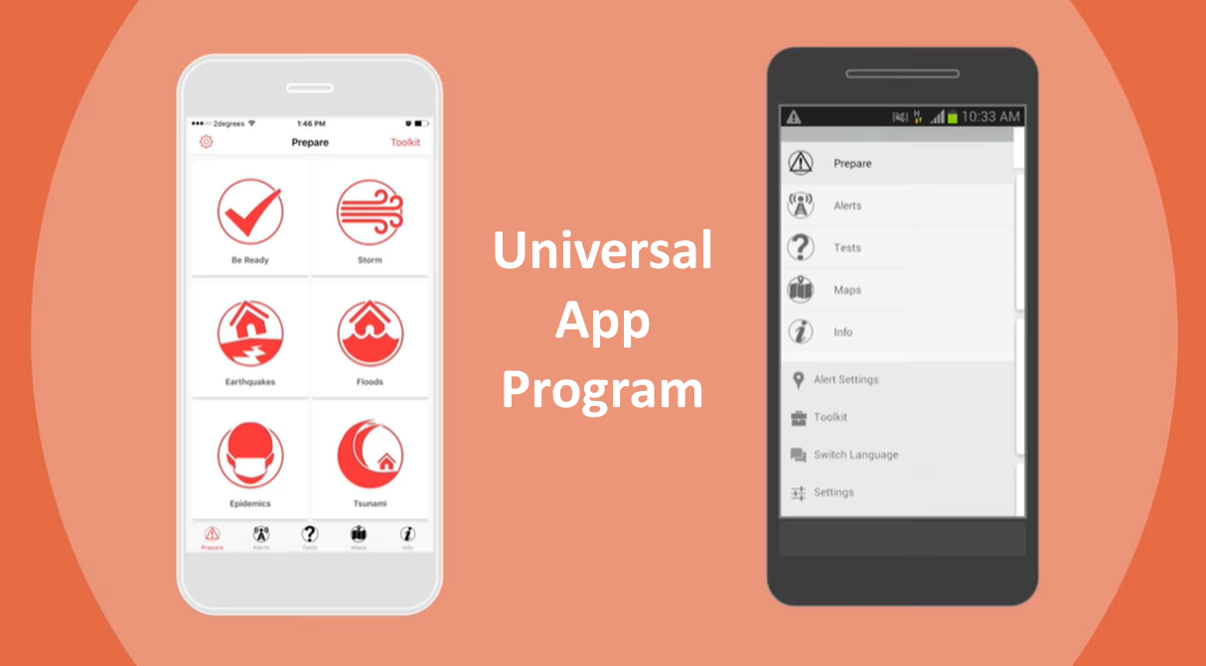 2degrees
1:46 PM
Prepare
Toolkit
Be Ready
Storm
Earthquakes
Floods
Epidemics
Tsunami
Prepare
Alerts
Tests
Maps
Info
Universal
App
Program
H
10:33 AM
Prepare
Alerts
Tests
Maps
Info
Alert Settings
Toolkit
Switch Language
Settings